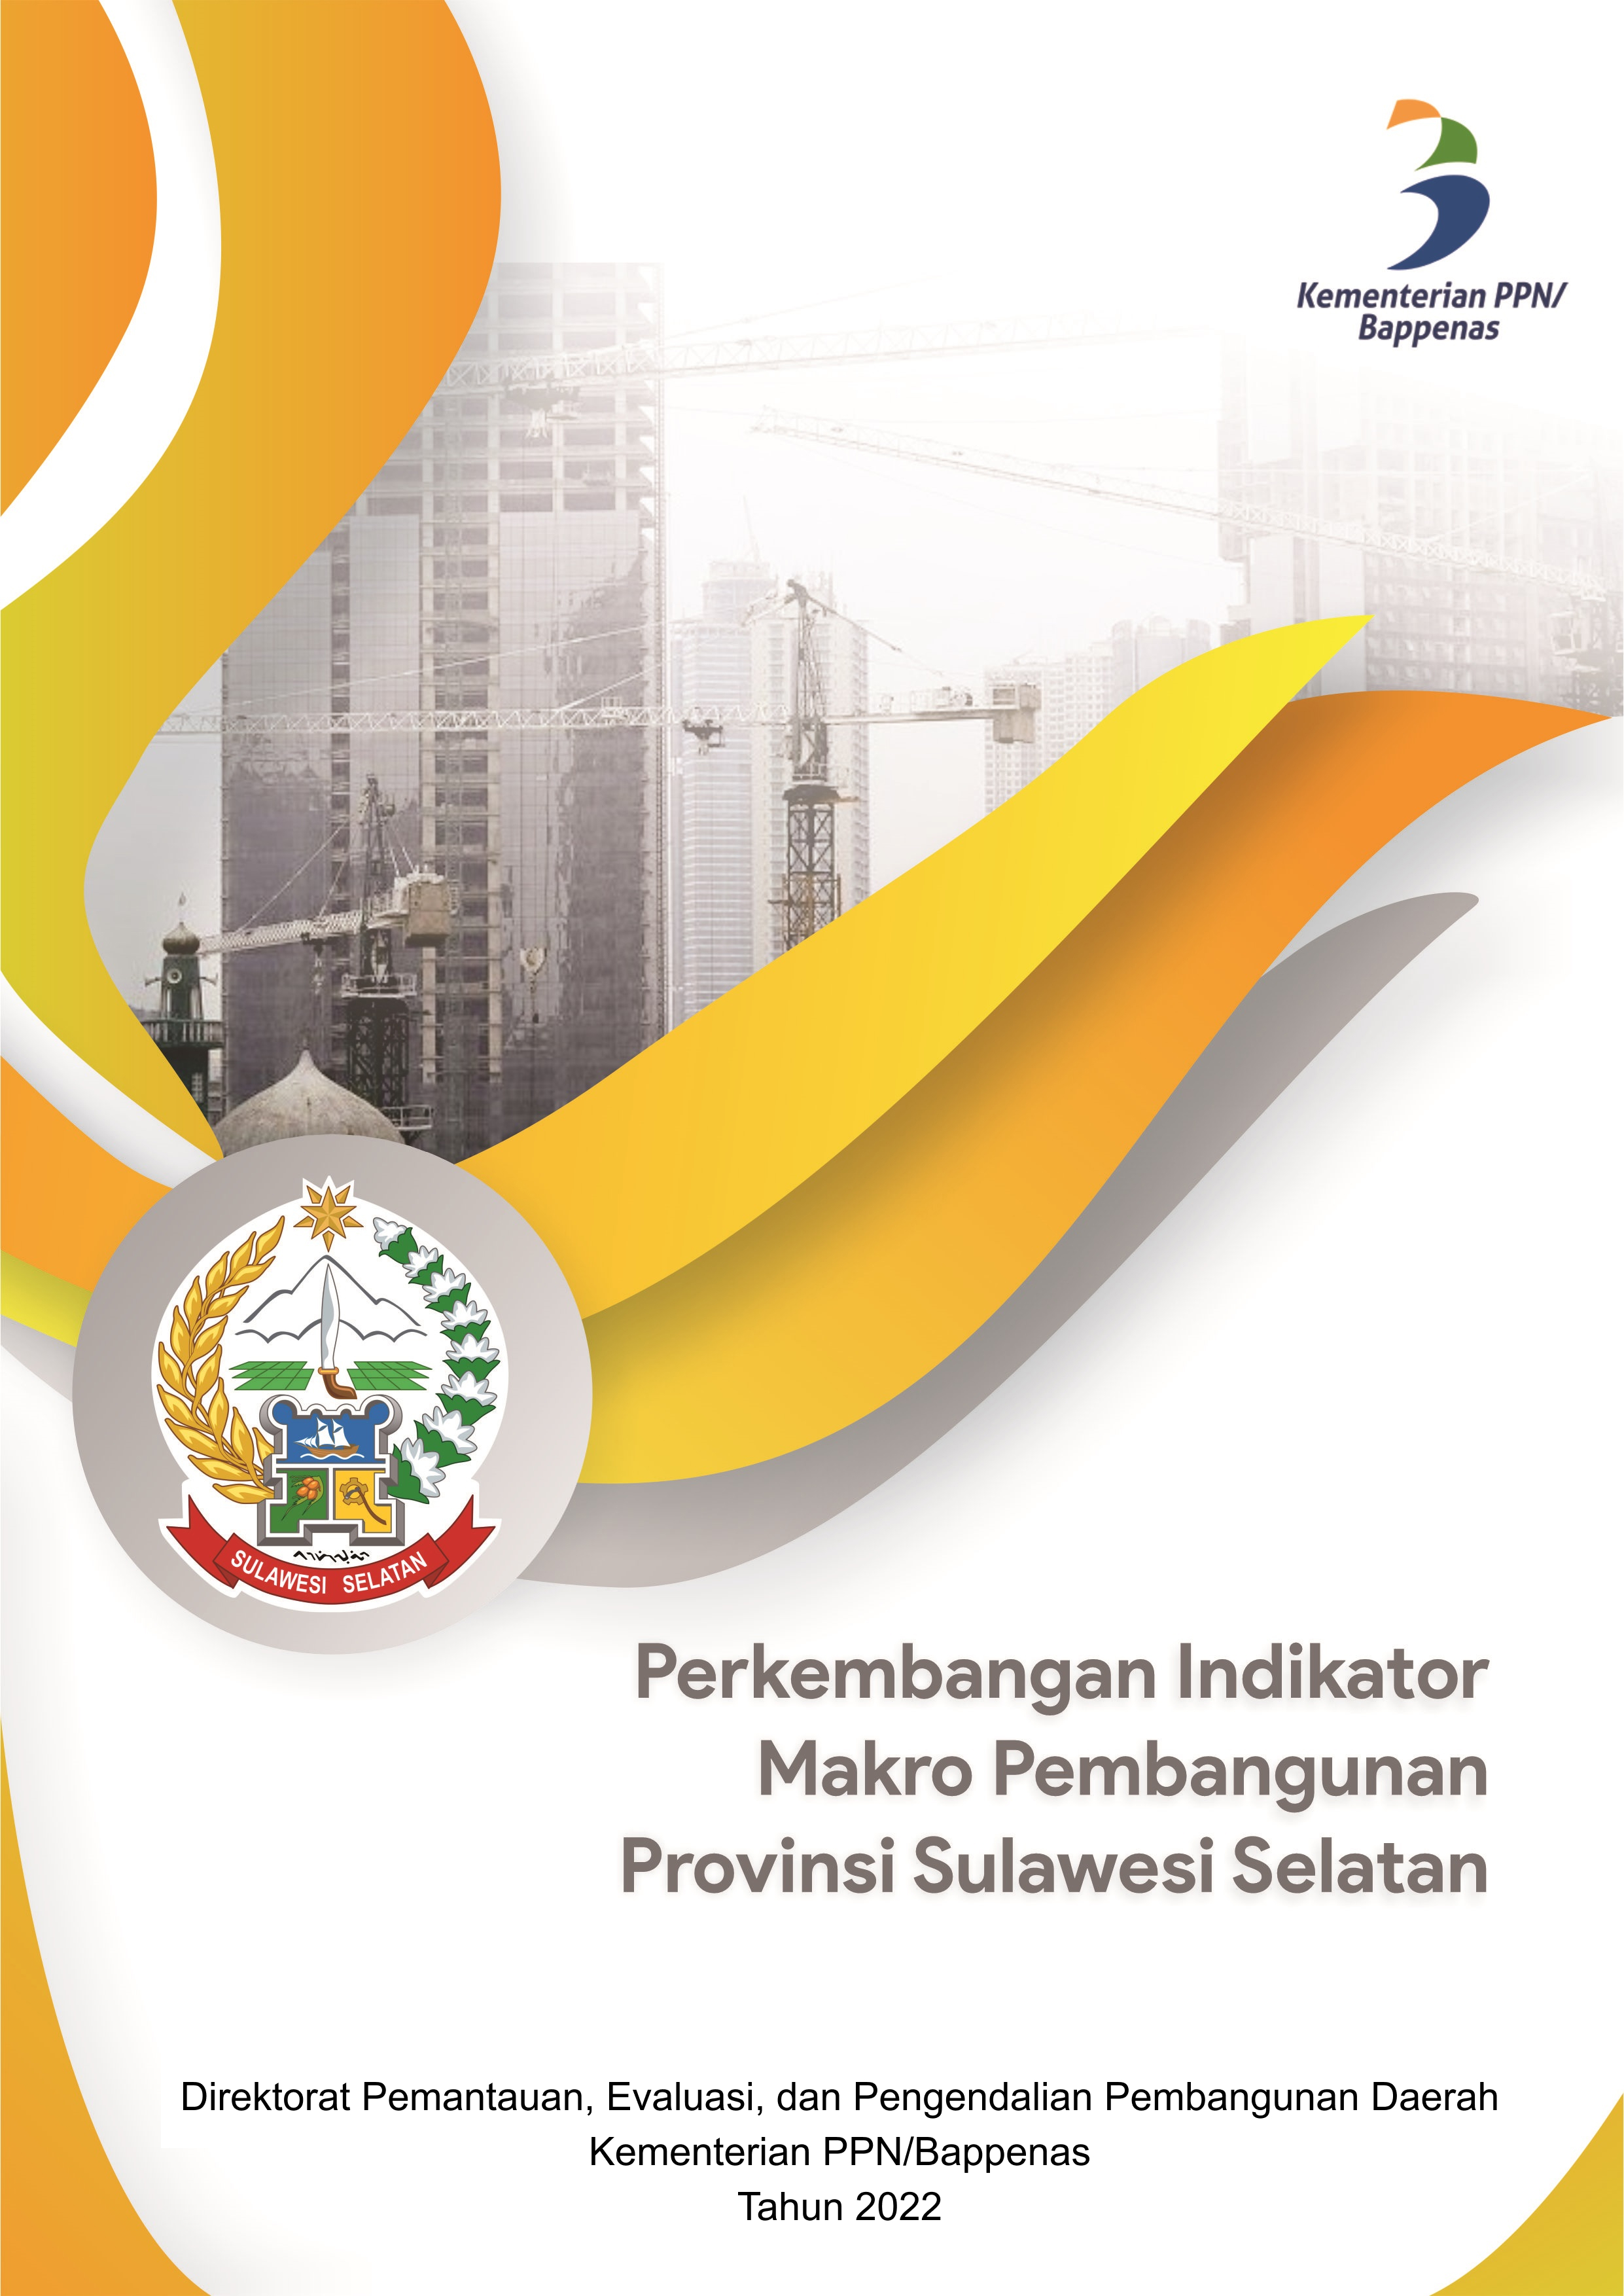 Kementerian PPN/
Bappenas
SULAWESI SELATAN
Perkembangan Indikator
Makro Pembangunan
Provinsi Sulawesi Selatan
Direktorat Pemantauan, Evaluasi, dan Pengendalian Pembangunan Daerah
Kementerian PPN/Bappenas
Tahun 2022